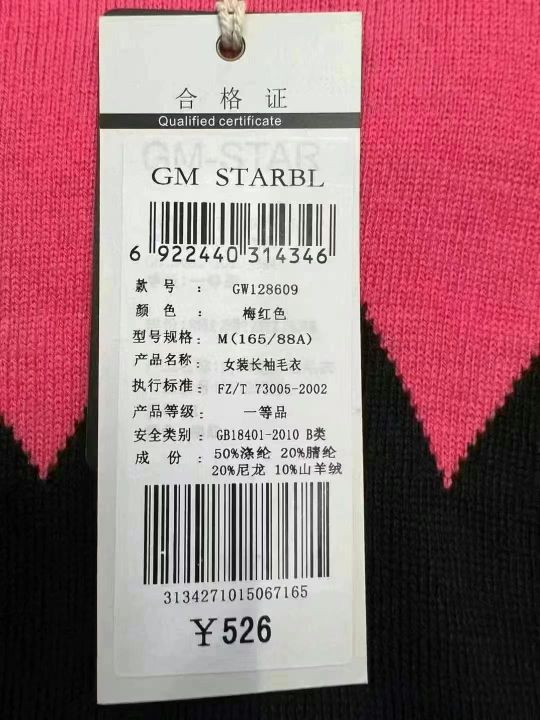 合 格 证
Qualified certificate
GM-STAR
GM STARBL
6 922440 314346
款 号 : GW128609
颜 色 : 梅红色
型号规格: M(165/88A)
产品名称: 女装长袖毛衣
执行标准: FZ/T 73005-2002
产品等级: 一等品
安全类别: GB18401-2010 B类
成 份: 50%涤纶 20%腈纶
20%尼龙 10%山羊绒
3134271015067165
¥526